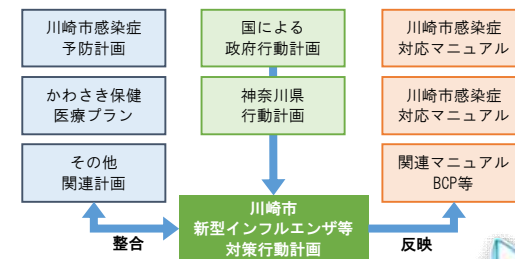 川崎市感染症
予防計画
かわさき保健
医療プラン
その他
関連計画
国による
政府行動計画
神奈川県
行動計画
川崎市感染症
対応マニュアル
川崎市感染症
対応マニュアル
関連マニュアル
BCP等
川崎市
新型インフルエンザ等
対策行動計画
整合
反映